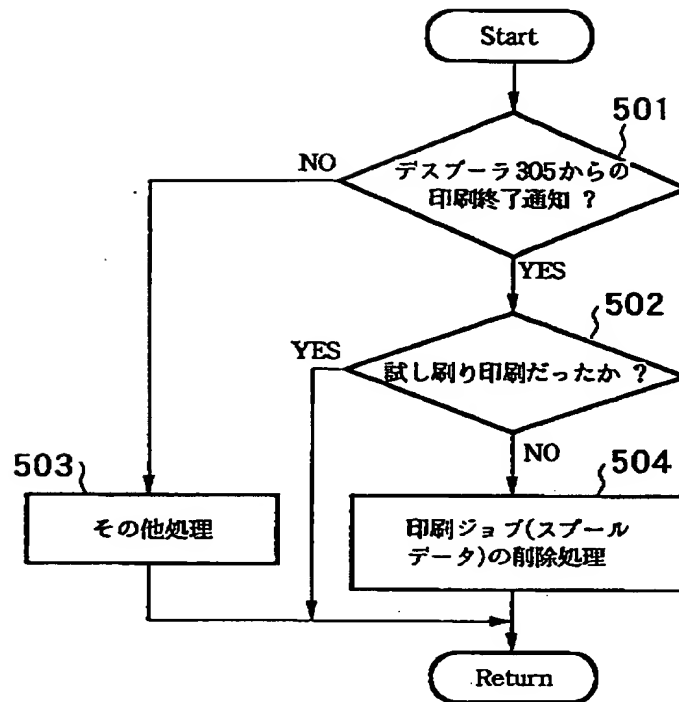 Start
501
NO
デスプーラ305からの
印刷終了通知 ?
YES
502
YES
試し刷り印刷だったか ?
NO
503
504
その他処理
印刷ジョブ(スプール
データ)の削除処理
Return